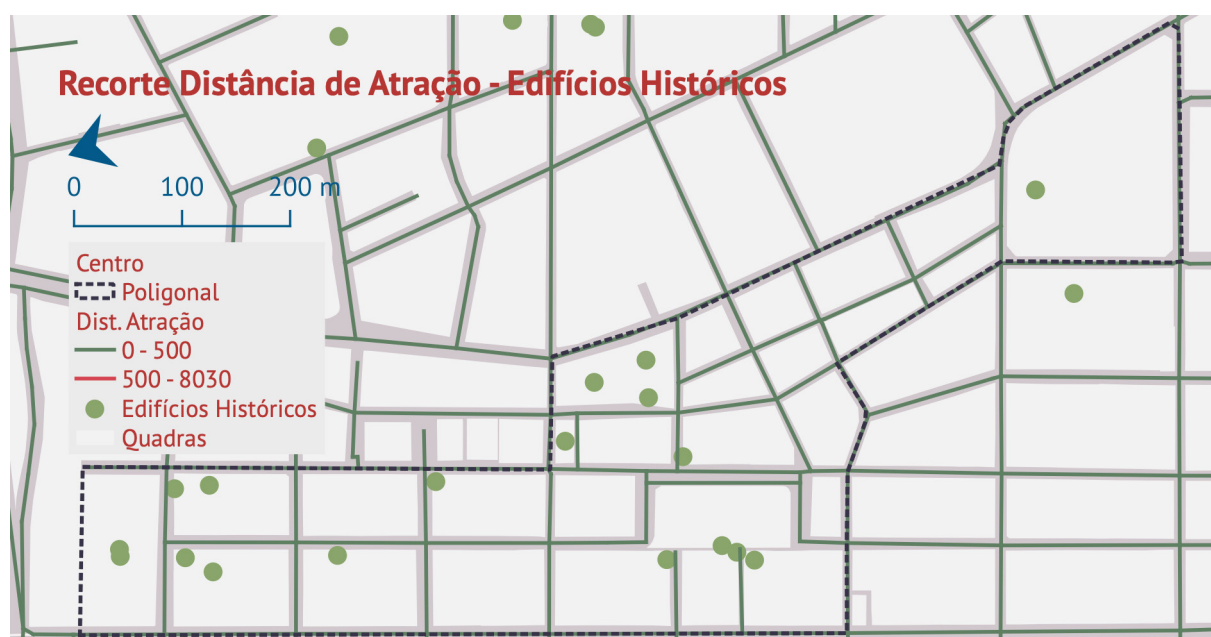 Recorte Distância de Atração - Edifícios Históricos
0 100 200 m
Centro
Poligonal
Dist. Atração
0 - 500
500 - 8030
Edifícios Históricos
Quadras